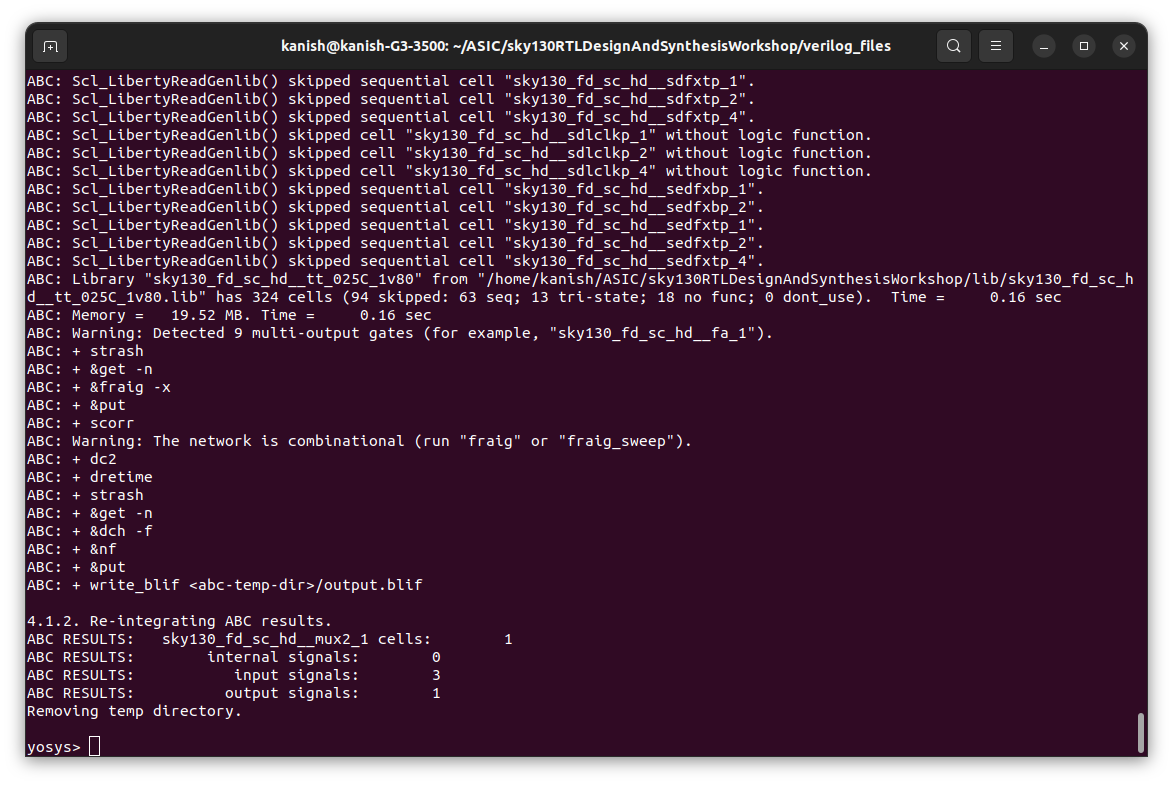 kanish@kanish-G3-3500: ~/ASIC/sky130RTLDesignAndSynthesisWorkshop/verilog_files
ABC: Scl_LibertyReadGenlib() skipped sequential cell "sky130_fd_sc_hd__sdfxtp_1".
ABC: Scl_LibertyReadGenlib() skipped sequential cell "sky130_fd_sc_hd__sdfxtp_2".
ABC: Scl_LibertyReadGenlib() skipped sequential cell "sky130_fd_sc_hd__sdfxtp_4".
ABC: Scl_LibertyReadGenlib() skipped cell "sky130_fd_sc_hd__sdlclkp_1" without logic function.
ABC: Scl_LibertyReadGenlib() skipped cell "sky130_fd_sc_hd__sdlclkp_2" without logic function.
ABC: Scl_LibertyReadGenlib() skipped cell "sky130_fd_sc_hd__sdlclkp_4" without logic function.
ABC: Scl_LibertyReadGenlib() skipped sequential cell "sky130_fd_sc_hd__sedfxbp_1".
ABC: Scl_LibertyReadGenlib() skipped sequential cell "sky130_fd_sc_hd__sedfxbp_2".
ABC: Scl_LibertyReadGenlib() skipped sequential cell "sky130_fd_sc_hd__sedfxtp_1".
ABC: Scl_LibertyReadGenlib() skipped sequential cell "sky130_fd_sc_hd__sedfxtp_2".
ABC: Scl_LibertyReadGenlib() skipped sequential cell "sky130_fd_sc_hd__sedfxtp_4".
ABC: Library "sky130_fd_sc_hd__tt_025C_1v80" from "/home/kanish/ASIC/sky130RTLDesignAndSynthesisWorkshop/lib/sky130_fd_sc_h
d__tt_025C_1v80.lib" has 324 cells (94 skipped: 63 seq; 13 tri-state; 18 no func; 0 dont_use).  Time =     0.16 sec
ABC: Memory =   19.52 MB. Time =     0.16 sec
ABC: Warning: Detected 9 multi-output gates (for example, "sky130_fd_sc_hd__fa_1").
ABC: + strash
ABC: + &get -n
ABC: + &fraig -x
ABC: + &put
ABC: + scorr
ABC: Warning: The network is combinational (run "fraig" or "fraig_sweep").
ABC: + dc2
ABC: + dretime
ABC: + strash
ABC: + &get -n
ABC: + &dch -f
ABC: + &nf
ABC: + &put
ABC: + write_blif <abc-temp-dir>/output.blif
4.1.2. Re-integrating ABC results.
ABC RESULTS:   sky130_fd_sc_hd__mux2_1 cells:        1
ABC RESULTS:        internal signals:        0
ABC RESULTS:           input signals:        3
ABC RESULTS:          output signals:        1
Removing temp directory.
yosys>